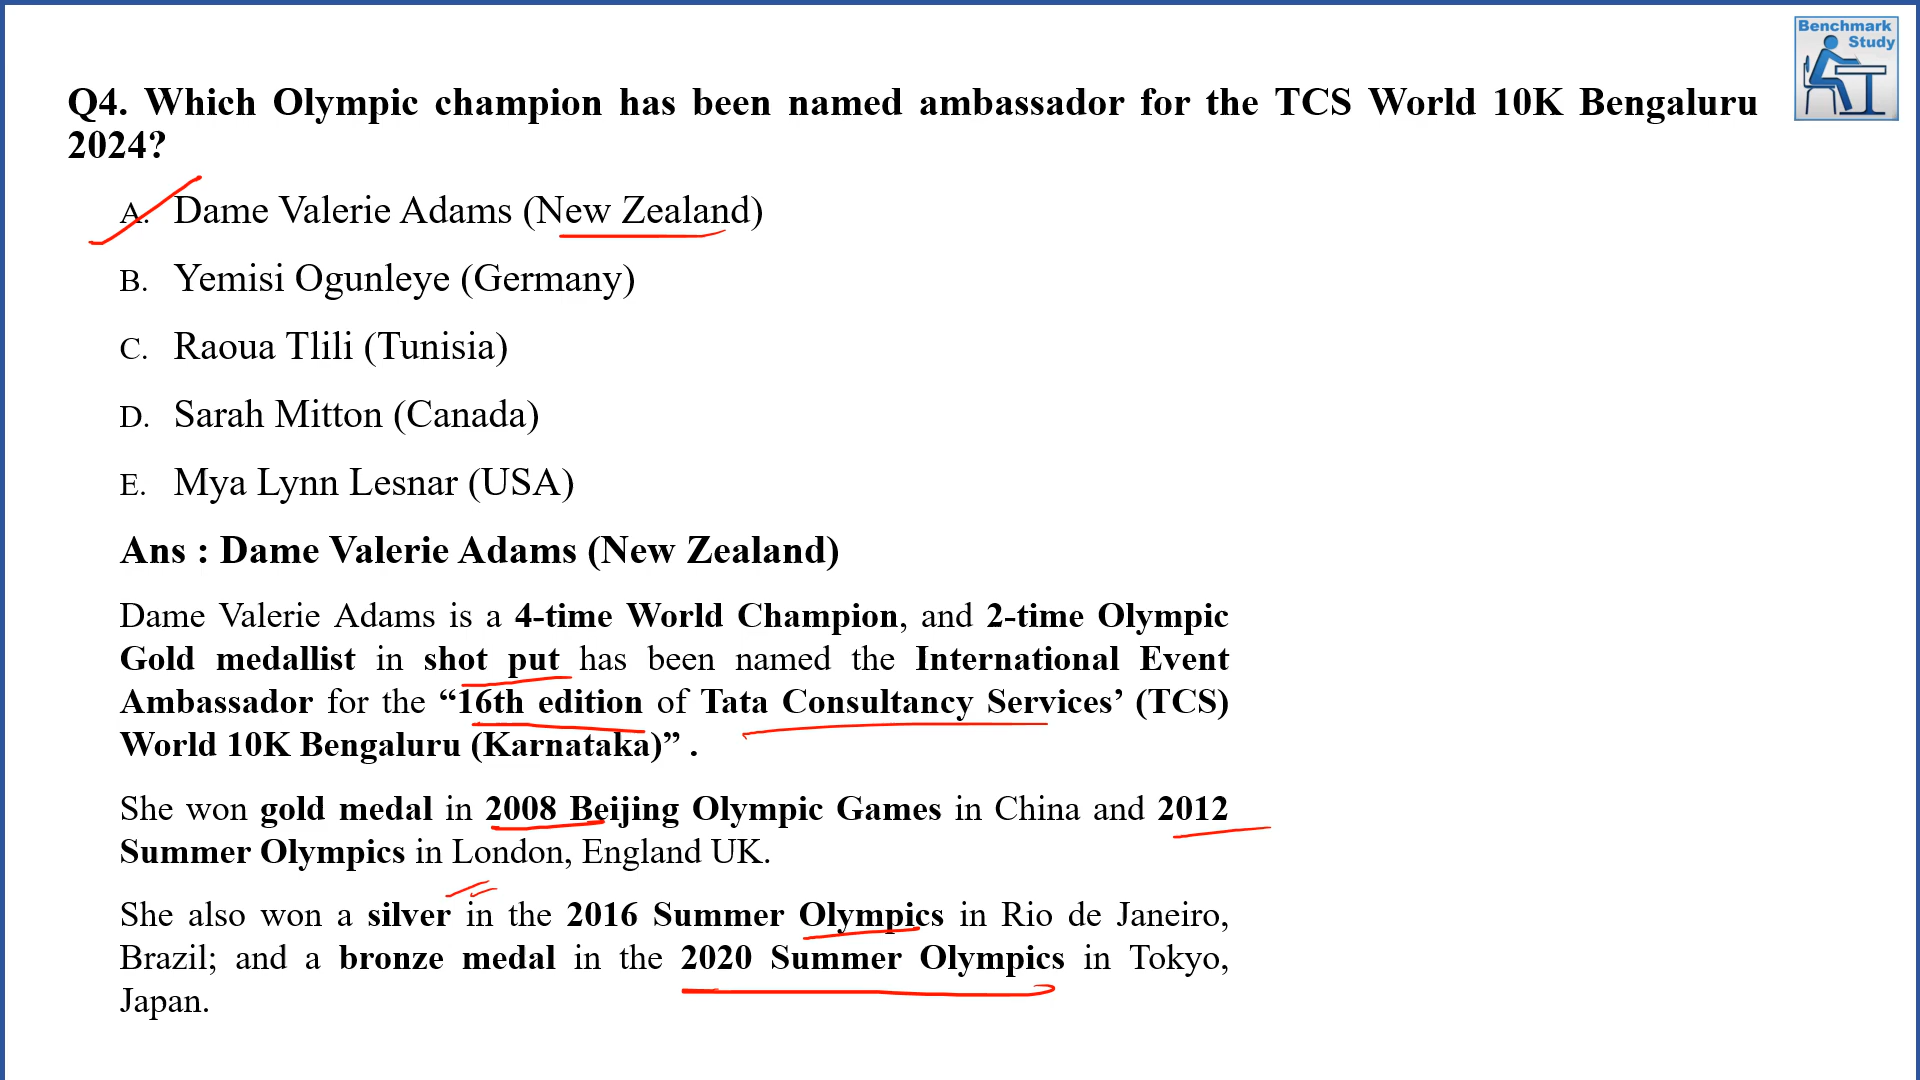 Benchmark
Study
Q4. Which Olympic champion has been named ambassador for the TCS World 10K Bengaluru
2024?
A. Dame Valerie Adams (New Zealand)
B. Yemisi Ogunleye (Germany)
C. Raoua Tlili (Tunisia)
D. Sarah Mitton (Canada)
E. Mya Lynn Lesnar (USA)
Ans : Dame Valerie Adams (New Zealand)
Dame Valerie Adams is a 4-time World Champion, and 2-time Olympic
Gold medallist in shot put has been named the International Event
Ambassador for the “16th edition of Tata Consultancy Services’ (TCS)
World 10K Bengaluru (Karnataka)” .
She won gold medal in 2008 Beijing Olympic Games in China and 2012
Summer Olympics in London, England UK.
She also won a silver in the 2016 Summer Olympics in Rio de Janeiro,
Brazil; and a bronze medal in the 2020 Summer Olympics in Tokyo,
Japan.